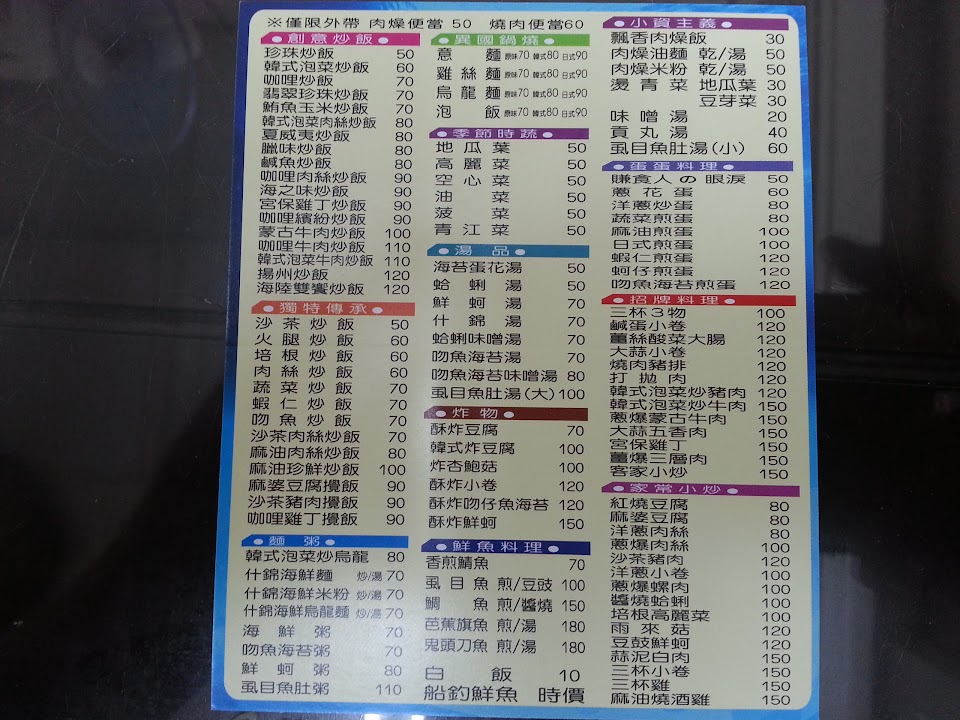 ※僅限外帶 肉燥便當 50 燒肉便當60
創意炒飯
珍珠炒飯 50
韓式泡菜炒飯 60
咖哩炒飯 70
翡翠珍珠炒飯 70
鮪魚玉米炒飯 70
韓式泡菜肉絲炒飯 80
夏威夷炒飯 80
臘味炒飯 80
鹹魚炒飯 80
咖哩肉絲炒飯 90
海之味炒飯 90
宮保雞丁炒飯 90
咖哩繽紛炒飯 90
蒙古牛肉炒飯 100
咖哩牛肉炒飯 110
韓式泡菜牛肉炒飯 110
揚州炒飯 120
海陸雙饗炒飯 120
獨特傳承
沙茶炒飯 50
火腿炒飯 60
培根炒飯 60
肉絲炒飯 60
蔬菜炒飯 70
蝦仁炒飯 70
吻魚炒飯 70
沙茶肉絲炒飯 70
麻油肉絲炒飯 80
麻油珍鮮炒飯 100
麻婆豆腐攪飯 90
沙茶豬肉攪飯 90
咖哩雞丁攪飯 90
麵 粥
韓式泡菜炒烏龍 80
什錦海鮮麵 炒/湯 70
什錦海鮮米粉 炒/湯 70
什錦海鮮烏龍麵 炒/湯 70
海鮮粥 70
吻魚海苔粥 70
鮮蚵粥 80
虱目魚肚粥 110
異國鍋燒
意麵 原味70 韓式80 日式90
雞絲麵 原味70 韓式80 日式90
烏龍麵 原味70 韓式80 日式90
泡飯 原味70 韓式80 日式90
季節時蔬
地瓜葉 50
高麗菜 50
空心菜 50
油菜 50
菠菜 50
青江菜 50
湯 品
海苔蛋花湯 50
蛤蜊湯 50
鮮蚵湯 70
什錦湯 70
蛤蜊味噌湯 70
吻魚海苔湯 70
吻魚海苔味噌湯 80
虱目魚肚湯(大) 100
炸 物
酥炸豆腐 70
韓式炸豆腐 100
炸杏鮑菇 100
酥炸小卷 120
酥炸吻仔魚海苔 120
酥炸鮮蚵 150
鮮魚料理
香煎鯖魚 70
虱目魚 煎/豆豉 100
鯛魚 煎/醬燒 150
芭蕉旗魚 煎/湯 180
鬼頭刀魚 煎/湯 180
白飯 10
船釣鮮魚 時價
小資主義
飄香肉燥飯 30
肉燥油麵 乾/湯 50
肉燥米粉 乾/湯 50
燙青菜 地瓜葉 30
豆芽菜 30
味噌湯 20
貢丸湯 40
虱目魚肚湯(小) 60
蛋蛋料理
賺食人の眼淚 50
蔥花蛋 60
洋蔥炒蛋 80
蔬菜煎蛋 80
麻油煎蛋 100
日式煎蛋 100
蝦仁煎蛋 120
蚵仔煎蛋 120
吻魚海苔煎蛋 120
招牌料理
三杯3物 100
鹹蛋小卷 120
薑絲酸菜大腸 120
大蒜小卷 120
燒肉豬排 120
打拋肉 120
韓式泡菜炒豬肉 120
韓式泡菜炒牛肉 150
蔥爆蒙古牛肉 150
大蒜五香肉 150
宮保雞丁 150
薑爆三層肉 150
客家小炒 150
家常小炒
紅燒豆腐 80
麻婆豆腐 80
洋蔥肉絲 80
蔥爆肉絲 100
沙茶豬肉 120
洋蔥小卷 100
蔥爆螺肉 100
醬燒蛤蜊 100
培根高麗菜 100
雨來菇 120
豆鼓鮮蚵 120
蒜泥白肉 120
三杯小卷 150
三杯雞 150
麻油燒酒雞 150